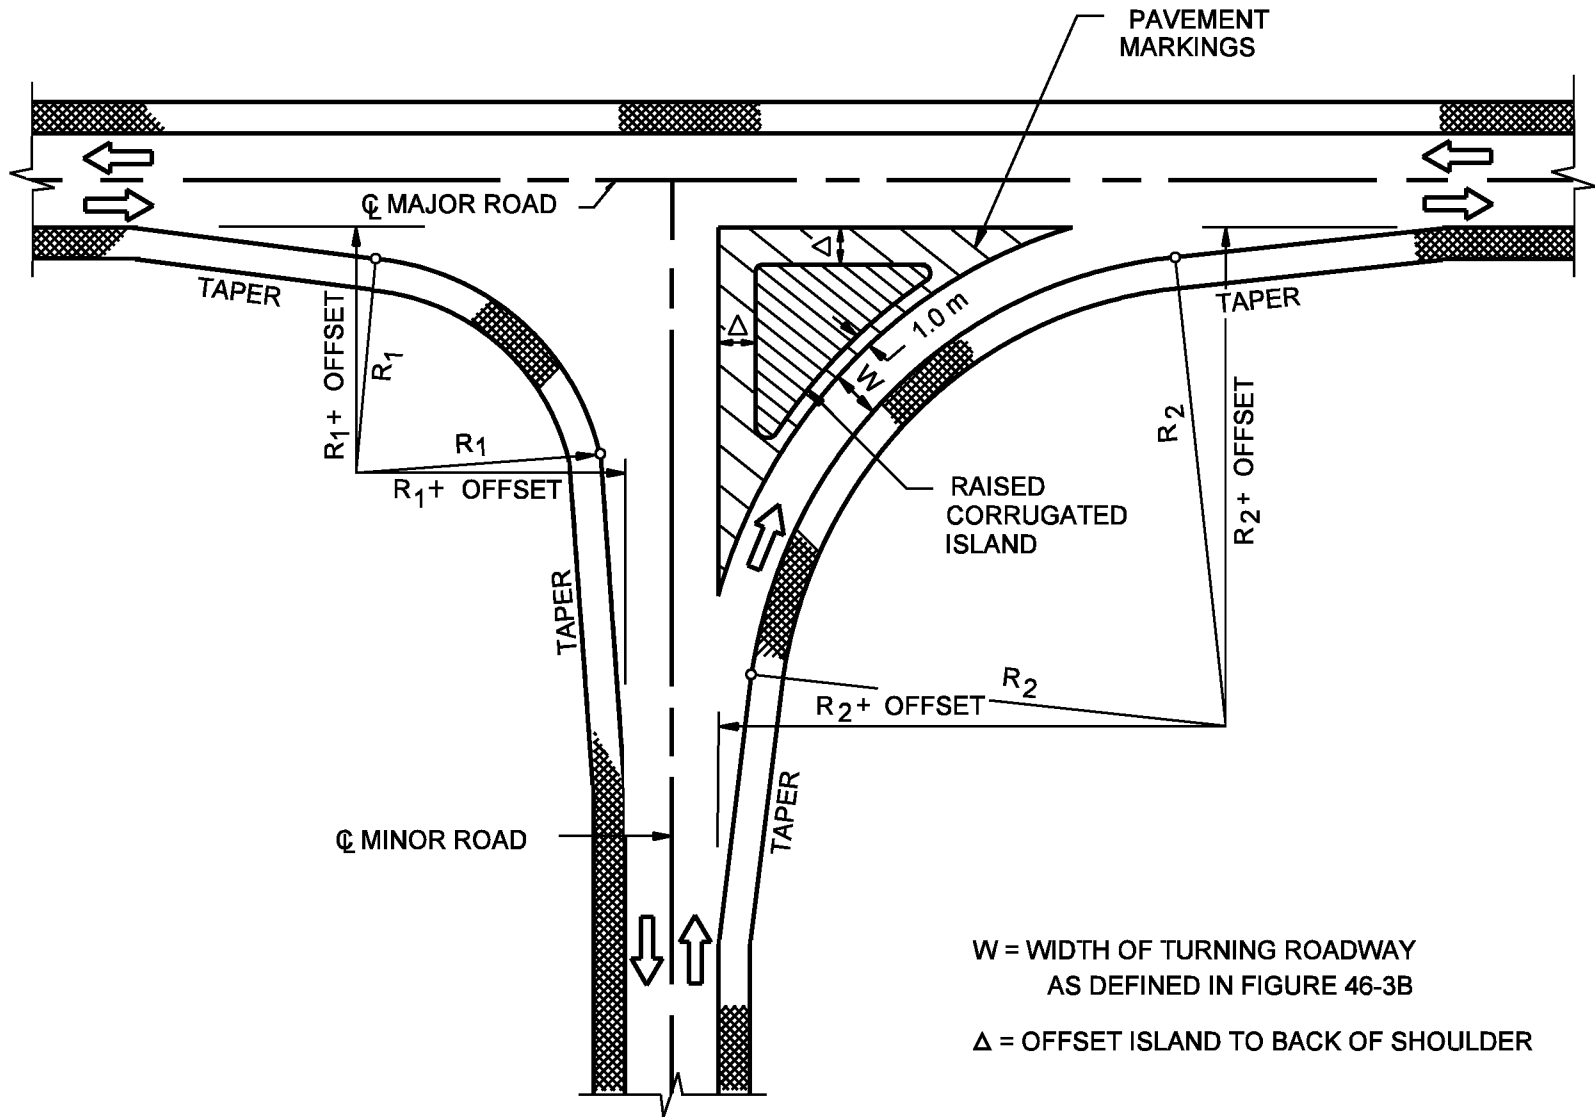 PAVEMENT
MARKINGS
℄ MAJOR ROAD
TAPER
R1 + OFFSET
R1
R1
R1 + OFFSET
TAPER
Δ
Δ
1.0 m
W
TAPER
R2
R2 + OFFSET
RAISED
CORRUGATED
ISLAND
R2
R2 + OFFSET
TAPER
℄ MINOR ROAD
W = WIDTH OF TURNING ROADWAY
AS DEFINED IN FIGURE 46-3B
Δ = OFFSET ISLAND TO BACK OF SHOULDER